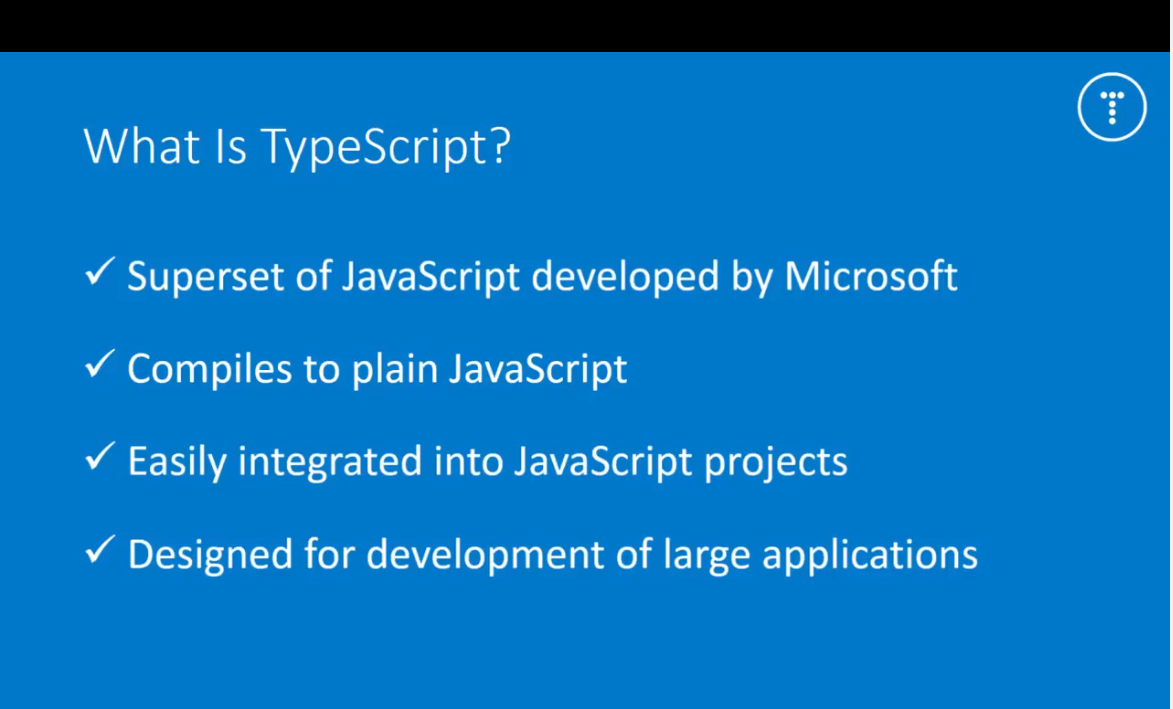 What Is TypeScript?
✓ Superset of JavaScript developed by Microsoft
✓ Compiles to plain JavaScript
✓ Easily integrated into JavaScript projects
✓ Designed for development of large applications